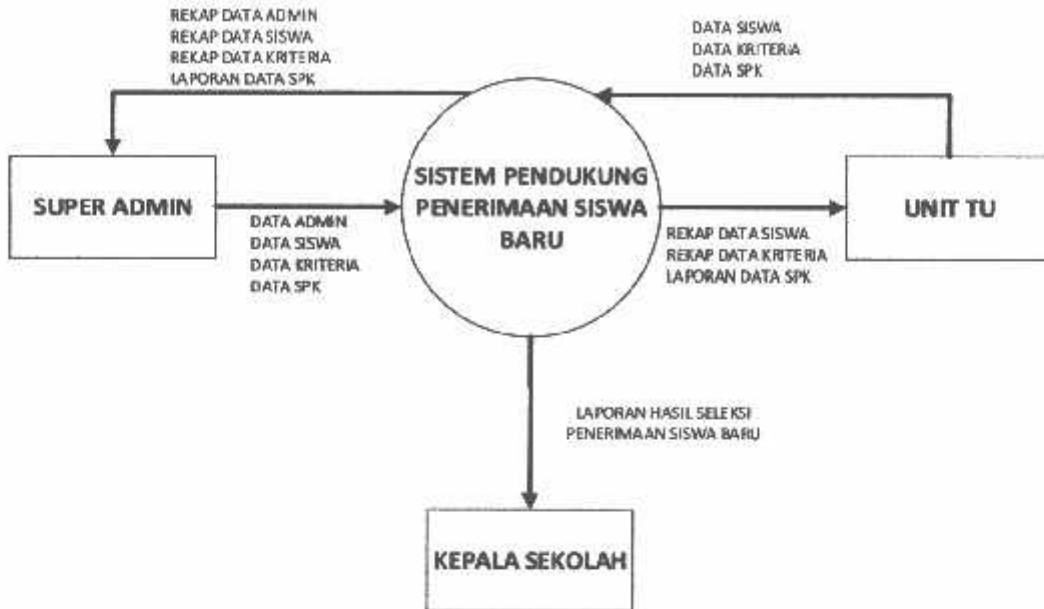 REKAP DATA ADMIN
REKAP DATA SISWA
REKAP DATA KRITERIA
LAPORAN DATA SPK
DATA SISWA
DATA KRITERIA
DATA SPK
SUPER ADMIN
DATA ADMIN
DATA SISWA
DATA KRITERIA
DATA SPK
SISTEM PENDUKUNG
PENERIMAAN SISWA
BARU
REKAP DATA SISWA
REKAP DATA KRITERIA
LAPORAN DATA SPK
UNIT TU
LAPORAN HASIL SELEKSI
PENERIMAAN SISWA BARU
KEPALA SEKOLAH